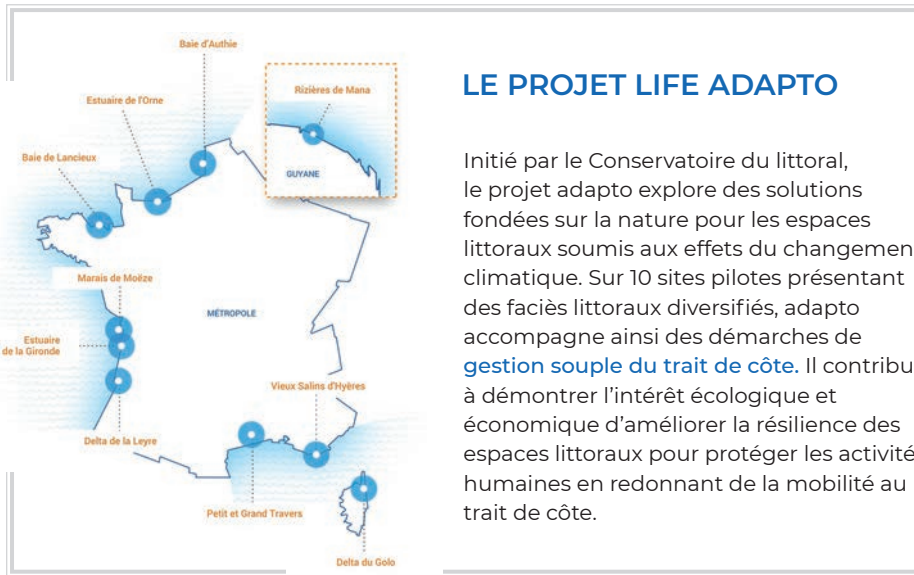 Baie d'Authie
Estuaire de l'Orne
Rizières de Mana
Baie de Lancieux
GUYANE
Marais de Moëze
MÉTROPOLE
Estuaire
de la Gironde
Vieux Salins d'Hyères
Delta de la Leyre
Petit et Grand Travers
Delta du Golo
LE PROJET LIFE ADAPTO
Initié par le Conservatoire du littoral,
le projet adapto explore des solutions
fondées sur la nature pour les espaces
littoraux soumis aux effets du changemen
climatique. Sur 10 sites pilotes présentant
des faciès littoraux diversifiés, adapto
accompagne ainsi des démarches de
gestion souple du trait de côte. Il contribu
à démontrer l'intérêt écologique et
économique d'améliorer la résilience des
espaces littoraux pour protéger les activité
humaines en redonnant de la mobilité au
trait de côte.